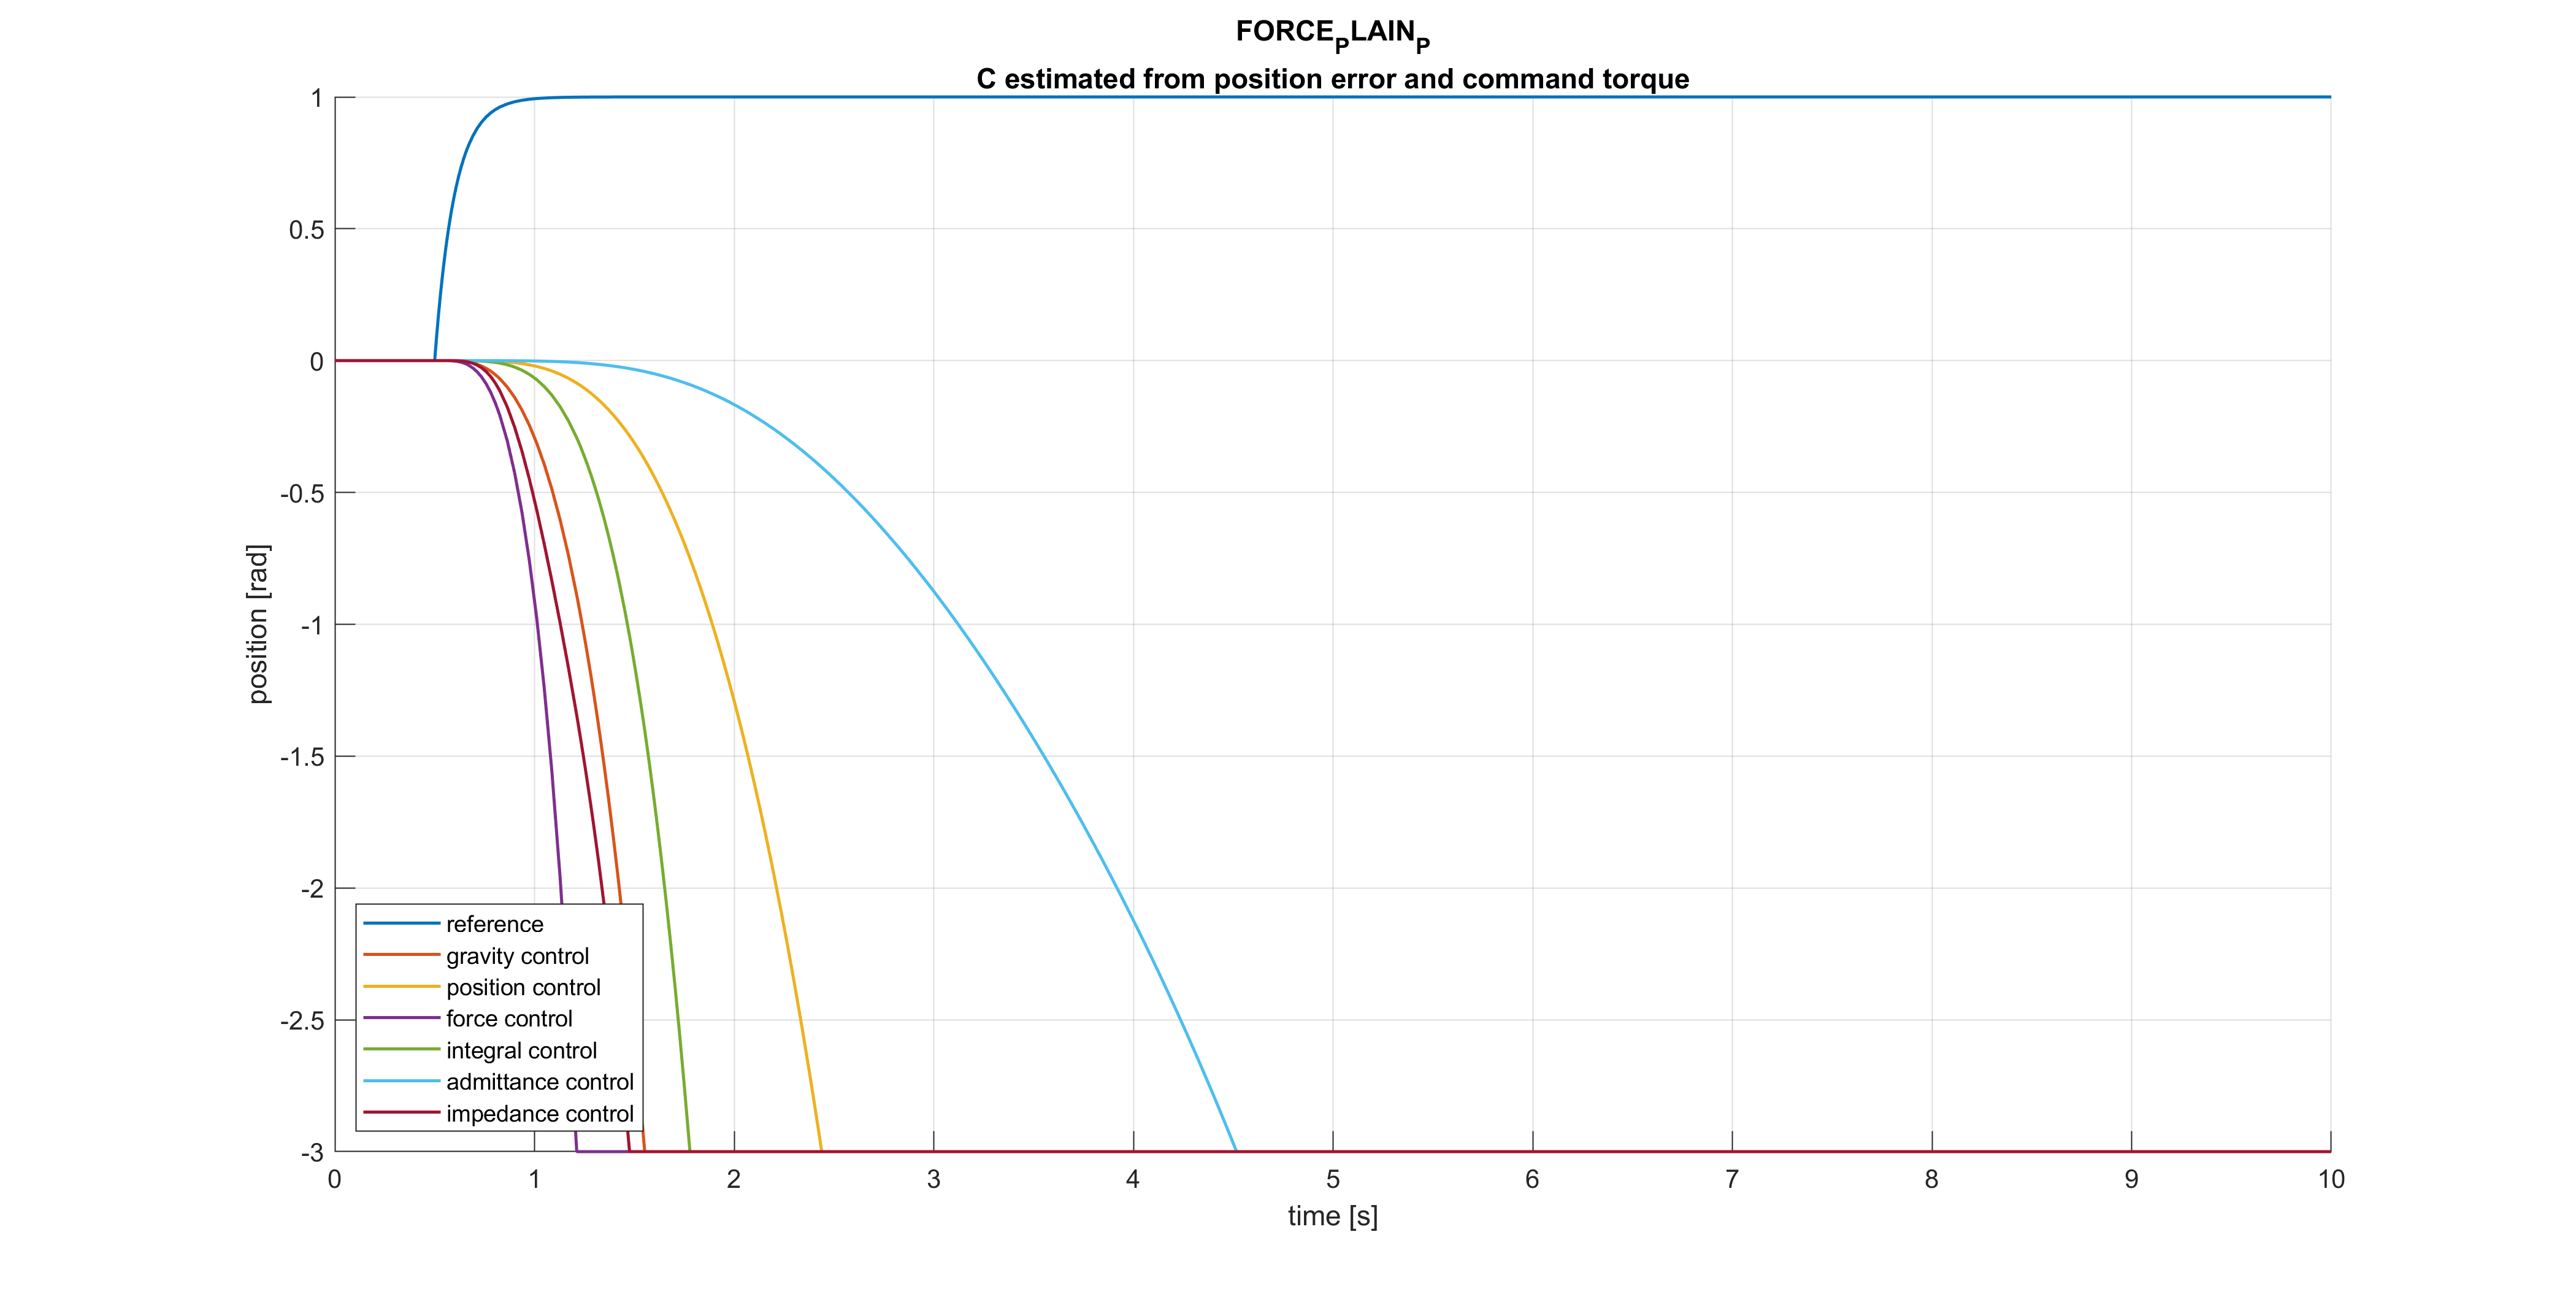 FORCEPLAINP
C estimated from position error and command torque
1
0.5
0
-0.5
-1
-1.5
-2
-2.5
-3
position [rad]
reference
gravity control
position control
force control
integral control
admittance control
impedance control
0 1 2 3 4 5 6 7 8 9 10
time [s]